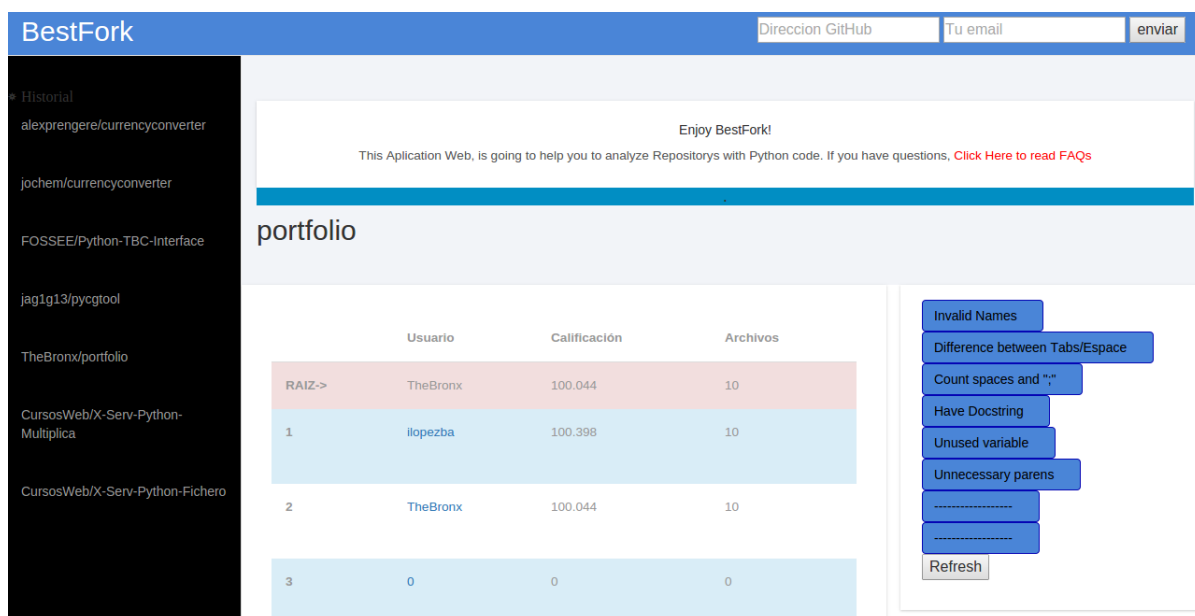 BestFork
Direccion GitHub
Tu email
enviar
Historial
alexprengere/currencyconverter
jochem/currencyconverter
FOSSEE/Python-TBC-Interface
jag1g13/pycgtool
TheBronx/portfolio
CursosWeb/X-Serv-Python-
Multiplica
CursosWeb/X-Serv-Python-Fichero
Enjoy BestFork!
This Aplication Web, is going to help you to analyze Repositorys with Python code. If you have questions, Click Here to read FAQs
.
portfolio
Usuario Calificación Archivos
RAIZ-> TheBronx 100.044 10
1 ilopezba 100.398 10
2 TheBronx 100.044 10
3 0 0 0
Invalid Names
Difference between Tabs/Espace
Count spaces and ";"
Have Docstring
Unused variable
Unnecessary parens
------------------
------------------
Refresh